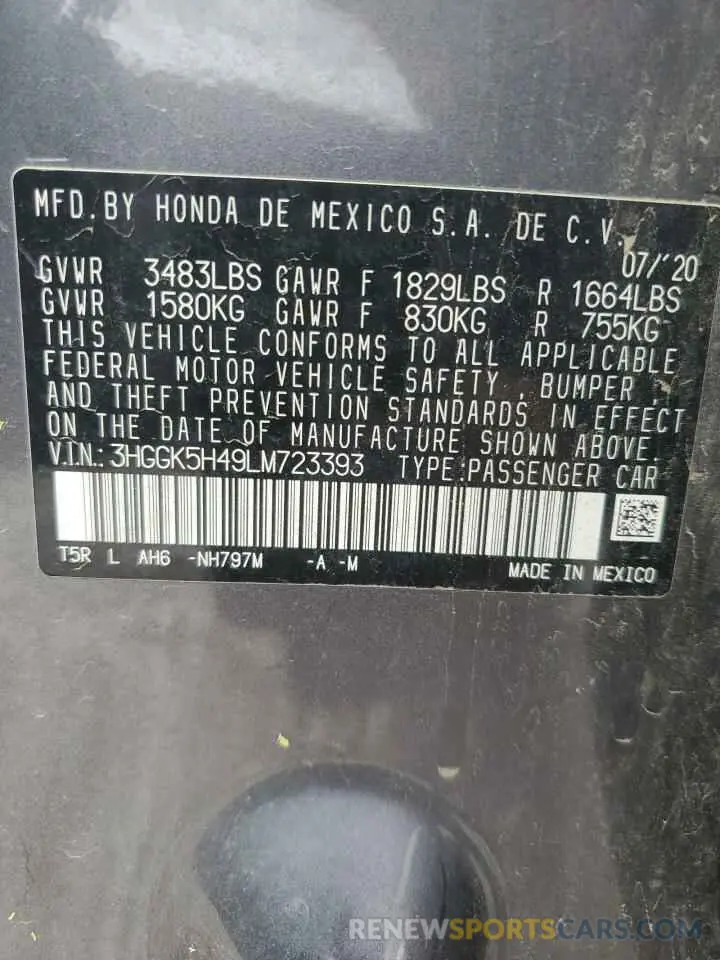 MFD. BY HONDA DE MEXICO S.A. DE C.V.
07/'20
GVWR 3483LBS GAWR F 1829LBS R 1664LBS
GVWR 1580KG GAWR F 830KG R 755KG
THIS VEHICLE CONFORMS TO ALL APPLICABLE
FEDERAL MOTOR VEHICLE SAFETY , BUMPER ,
AND THEFT PREVENTION STANDARDS IN EFFECT
ON THE DATE OF MANUFACTURE SHOWN ABOVE.
V.I.N.: 3HGGK5H49LM723393 TYPE:PASSENGER CAR
T5R L AH6 -NH797M -A -M MADE IN MEXICO
RENEWSPORTSCARS.COM